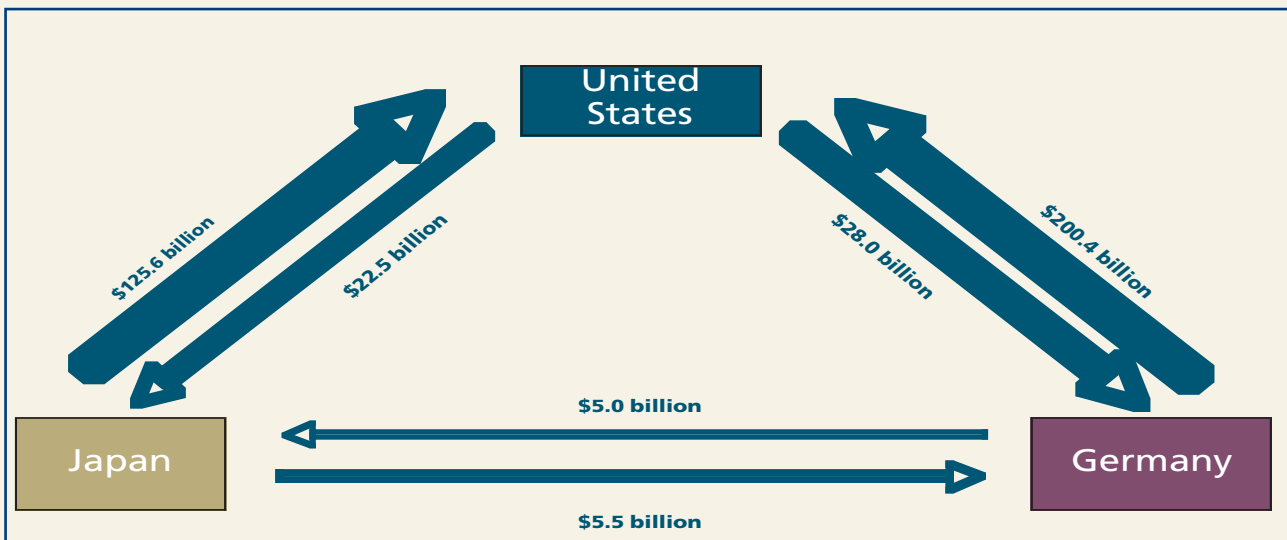 United
States
$125.6 billion
$22.5 billion
$28.0 billion
$200.4 billion
$5.0 billion
Japan
Germany
$5.5 billion